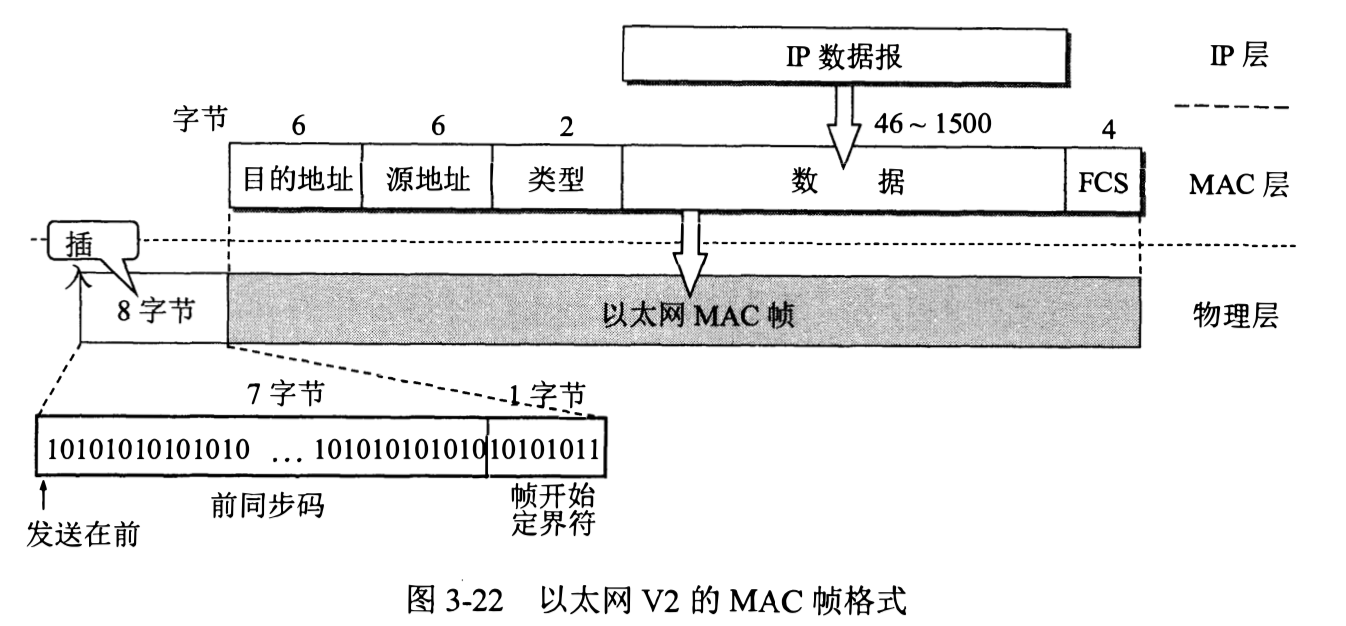 IP 数据报
IP 层
字节 6 6 2 46 ~ 1500 4
目的地址 源地址 类型 数 据 FCS
MAC 层
插
入
8 字节
以太网 MAC 帧
物理层
7 字节 1 字节
10101010101010 … 101010101010 10101011
前同步码
帧开始
定界符
发送在前
图 3-22 以太网 V2 的 MAC 帧格式